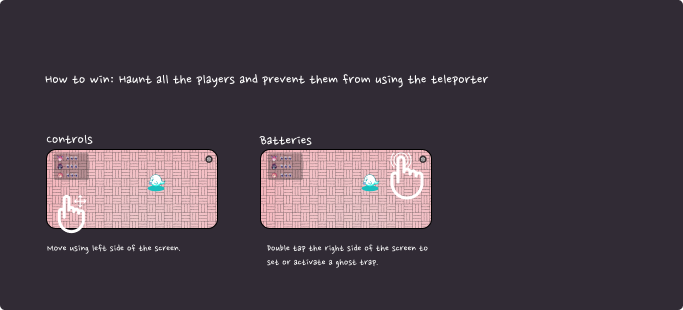 How to win: Haunt all the players and prevent them from using the teleporter
Controls
Batteries
Move using left side of the screen.
Double tap the right side of the screen to
set or activate a ghost trap.